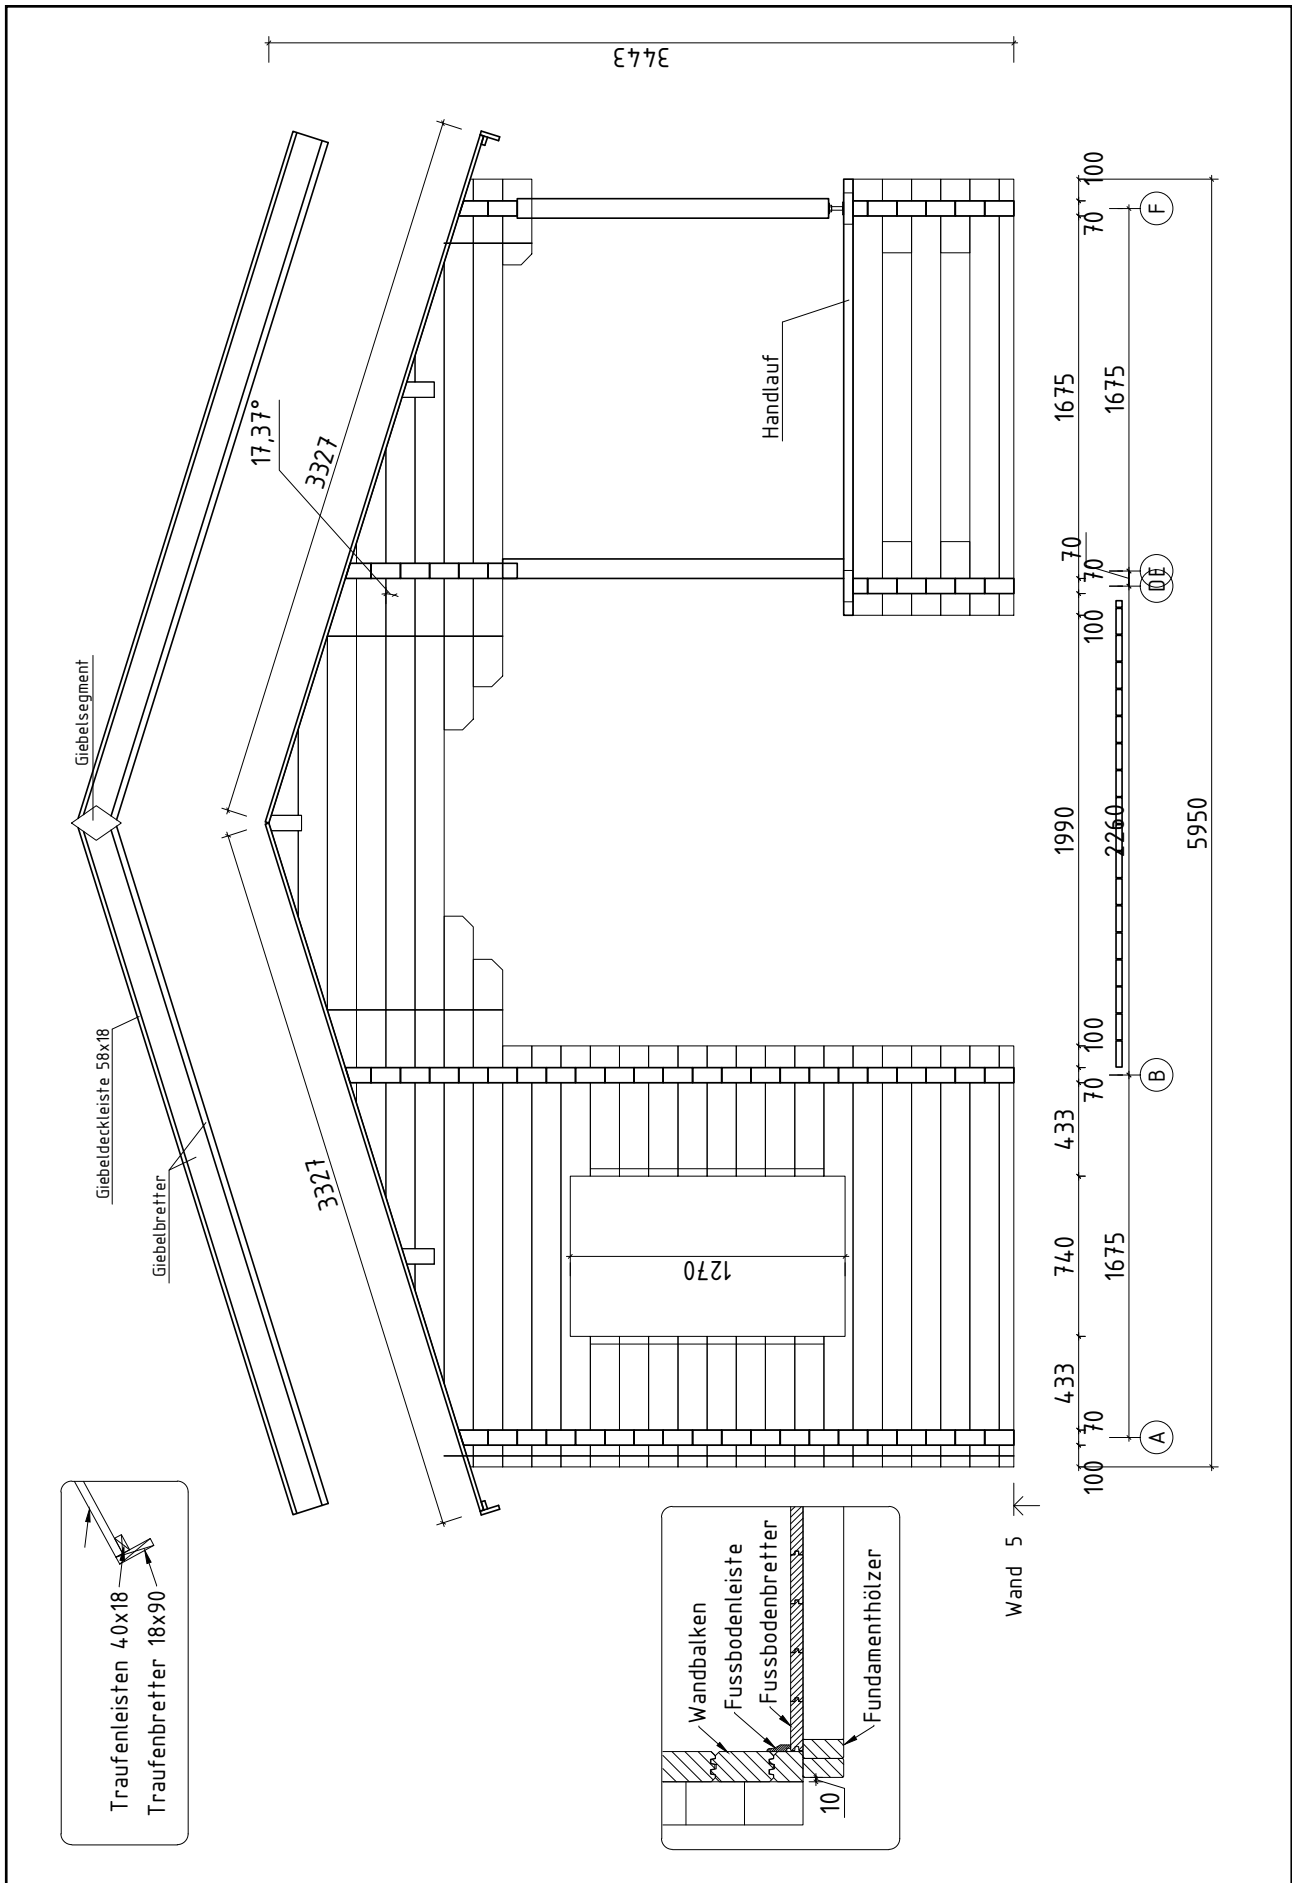 Traufenleisten 40x18
Traufenbretter 18x90
Giebeldeckleiste 58x18
Giebelbretter
Giebelsegment
3327
3327
17,37°
3443
1270
Handlauf
Wandbalken
Fussbodenleiste
Fussbodenbretter
Fundamenthölzer
10
Wand 5
100
70
433
740
433
70
100
1990
100
70
70
1675
70
100
1675
2260
1675
5950
A
B
D
E
F